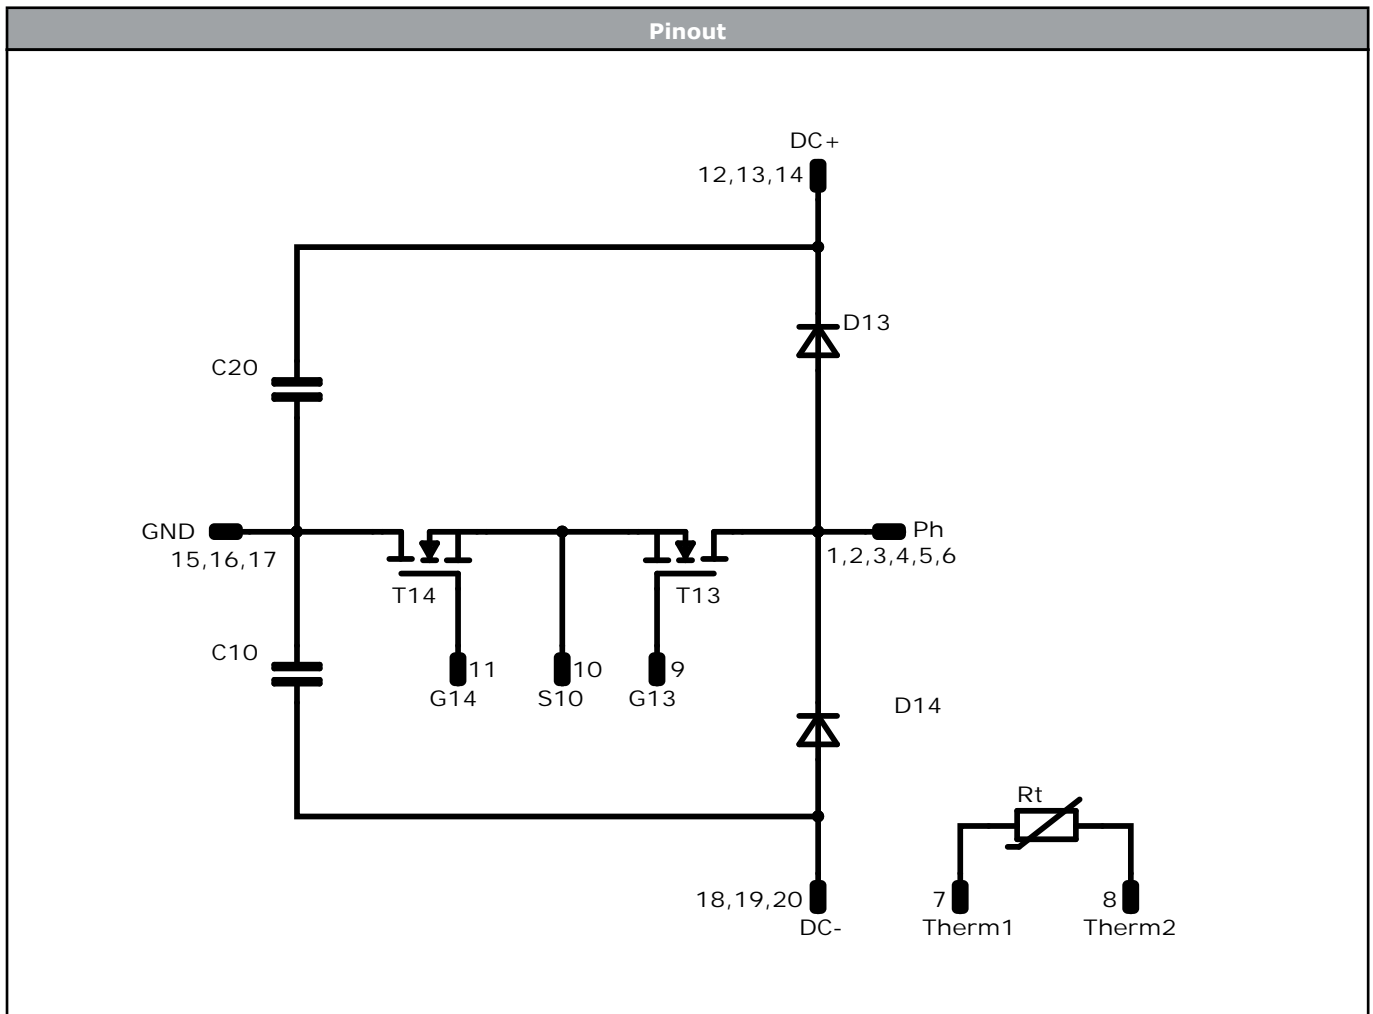 Pinout
DC+
12,13,14
D13
C20
GND
15,16,17
Ph
1,2,3,4,5,6
T14
T13
C10
11
10
9
G14
S10
G13
D14
Rt
18,19,20
DC-
7
8
Therm1
Therm2